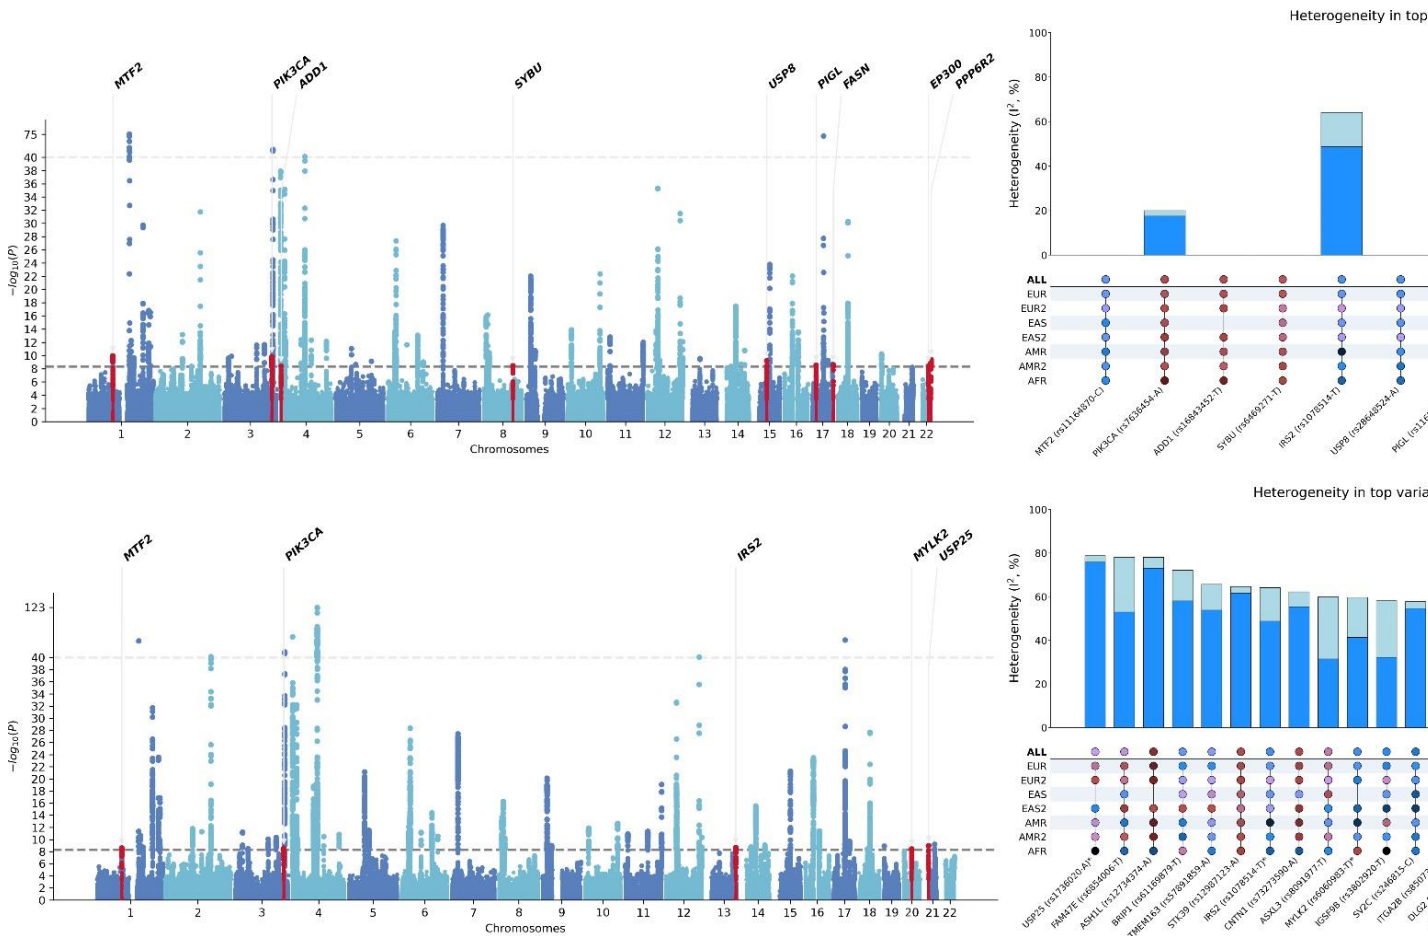 MTF2
PIK3CA
ADD1
SYBU
USP8
PIGL
FASN
EP300
PPP6R2
75
40
38
36
34
32
30
28
26
24
22
20
18
16
14
12
10
8
6
4
2
0
−log10(P)
1 2 3 4 5 6 7 8 9 10 11 12 13 14 15 16 17 18 19 20 21 22
Chromosomes
Heterogeneity in top
100
80
60
40
20
0
Heterogeneity (I², %)
ALL
EUR
EUR2
EAS
EAS2
AMR
AMR2
AFR
MTF2 (rs11164870-C)
PIK3CA (rs7636454-A)
ADD1 (rs16843452-T)
SYBU (rs6469271-T)
IRS2 (rs1078514-T)
USP8 (rs28648524-A)
PIGL (rs116
MTF2
PIK3CA
IRS2
MYLK2
USP25
123
40
38
36
34
32
30
28
26
24
22
20
18
16
14
12
10
8
6
4
2
0
−log10(P)
1 2 3 4 5 6 7 8 9 10 11 12 13 14 15 16 17 18 19 20 21 22
Chromosomes
Heterogeneity in top varia
100
80
60
40
20
0
Heterogeneity (I², %)
ALL
EUR
EUR2
EAS
EAS2
AMR
AMR2
AFR
USP25 (rs1736020-A)*
FAM47E (rs6854006-T)
ASH1L (rs12734374-A)
BRIP1 (rs61169879-T)
TMEM163 (rs57891859-A)
STK39 (rs12987123-A)
IRS2 (rs1078514-T)*
CNTN1 (rs73273590-A)
ASXL3 (rs8091977-T)
MYLK2 (rs6060983-T)*
IGSF9B (rs3802920-T)
SV2C (rs246815-C)
ITGA2B (rs85077
DLG2